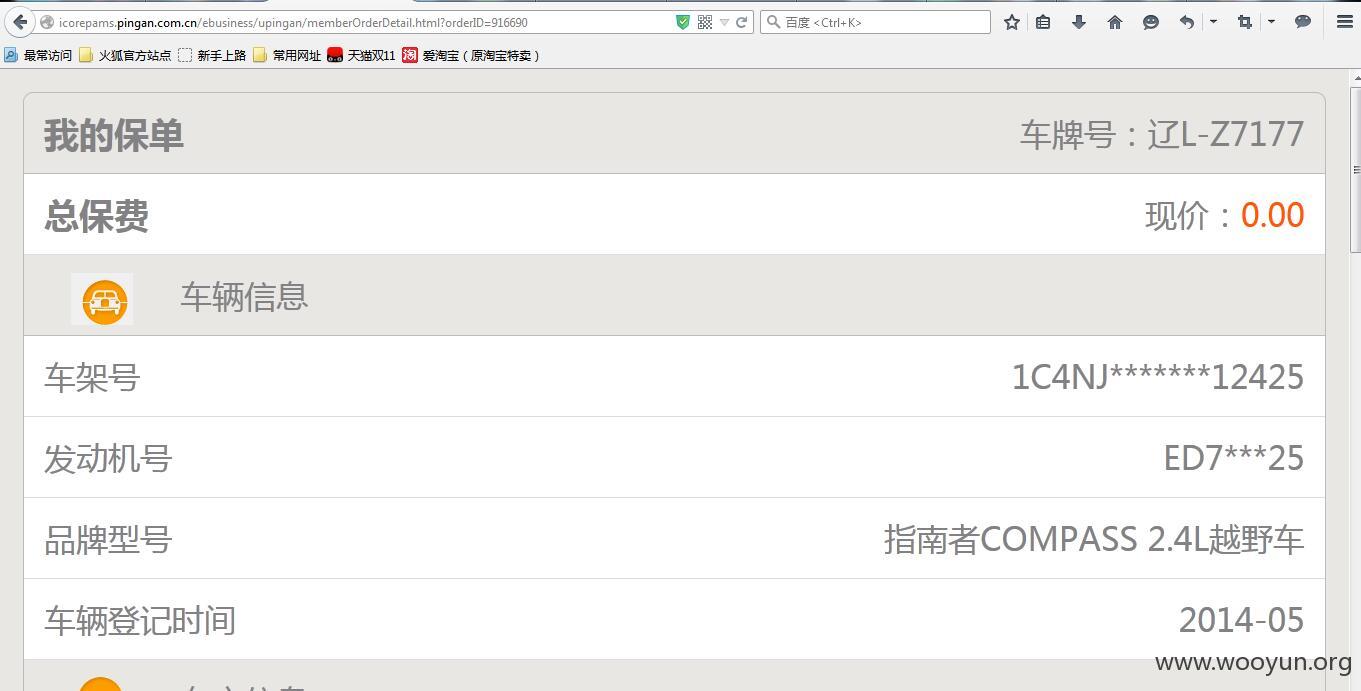 icorepams.pingan.com.cn/ebusiness/upingan/memberOrderDetail.html?orderID=916690
百度 <Ctrl+K>
最常访问 火狐官方站点 新手上路 常用网址 天猫双11 淘 爱淘宝（原淘宝特卖）
我的保单 车牌号：辽L-Z7177
总保费 现价：0.00
车辆信息
车架号 1C4NJ*******12425
发动机号 ED7***25
品牌型号 指南者COMPASS 2.4L越野车
车辆登记时间 2014-05
www.wooyun.org